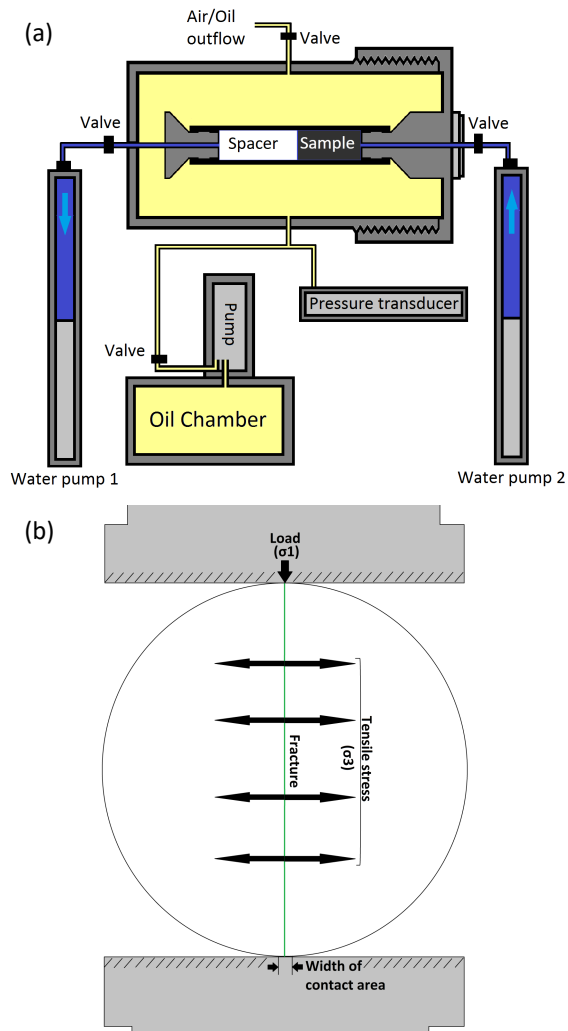 (a)
Air/Oil
outflow
Valve
Valve
Valve
Spacer
Sample
Pressure transducer
Pump
Valve
Oil Chamber
Water pump 1
Water pump 2
(b)
Load
(σ1)
Tensile stress
(σ3)
Fracture
Width of
contact area